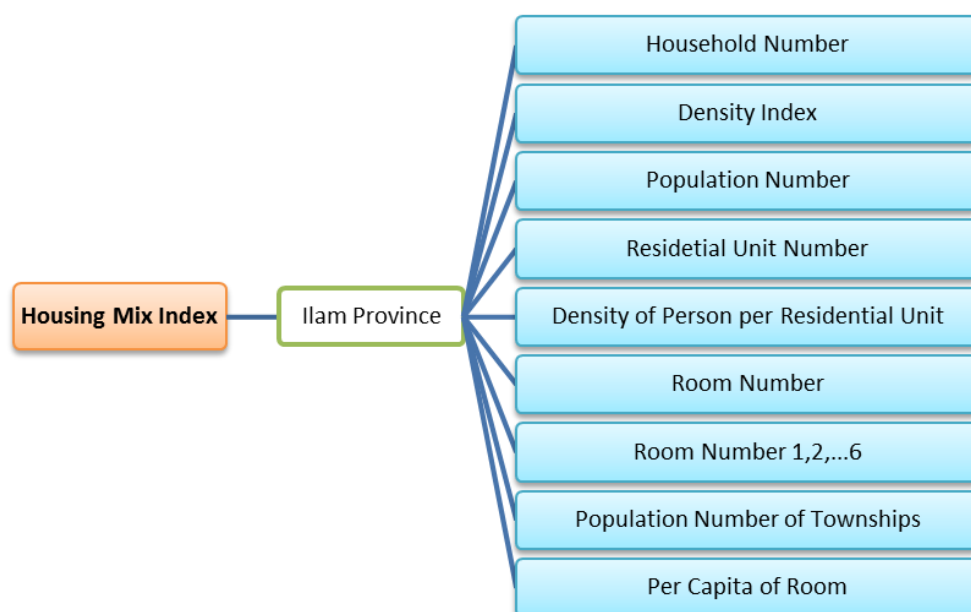 Housing Mix Index
Ilam Province
Household Number
Density Index
Population Number
Residetial Unit Number
Density of Person per Residential Unit
Room Number
Room Number 1,2,...6
Population Number of Townships
Per Capita of Room